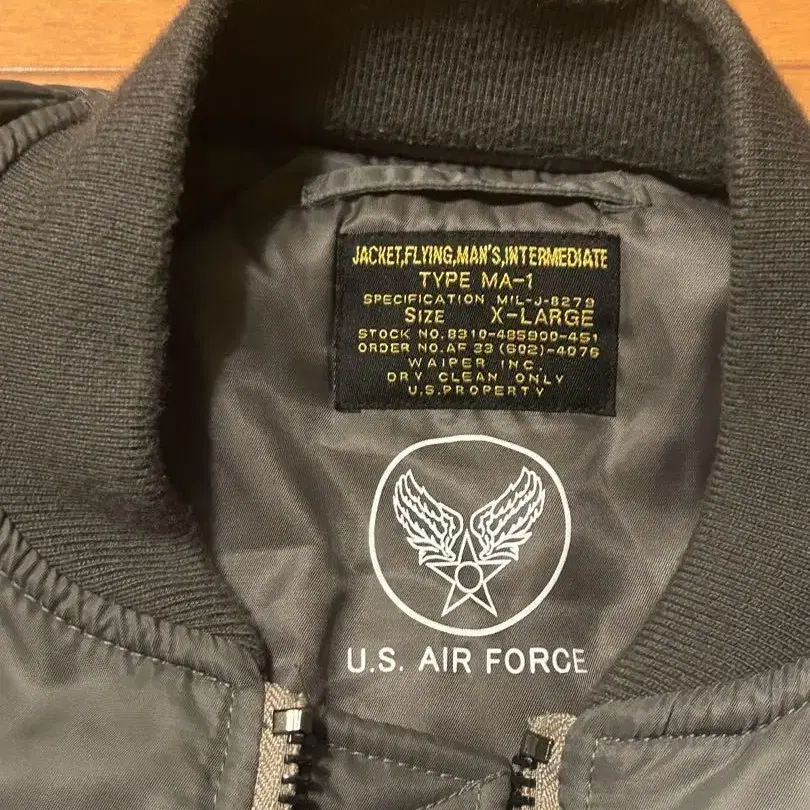 JACKET,FLYING,MAN'S,INTERMEDIATE
TYPE MA-1
SPECIFICATION MIL-J-8279
SIZE X-LARGE
STOCK NO.8310-485900-451
ORDER NO.AF 33 (602)-4076
WAIPER INC.
DRY CLEAN ONLY
U.S.PROPERTY
U.S. AIR FORCE